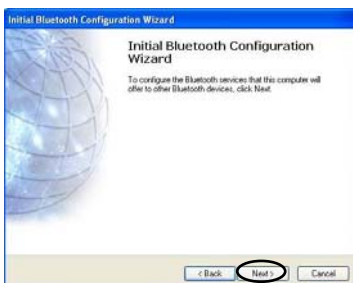 Initial Bluetooth Configuration Wizard
Initial Bluetooth Configuration
Wizard
To configure the Bluetooth services that this computer will
offer to other Bluetooth devices, click Next.
< Back Next > Cancel